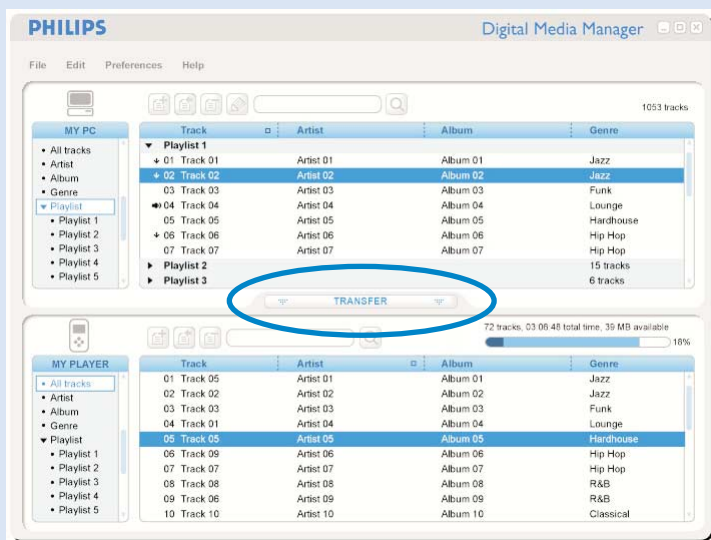 PHILIPS
Digital Media Manager
File Edit Preferences Help
1053 tracks
MY PC
• All tracks
• Artist
• Album
• Genre
Playlist
• Playlist 1
• Playlist 2
• Playlist 3
• Playlist 4
• Playlist 5
Track Artist Album Genre
Playlist 1
01 Track 01 Artist 01 Album 01 Jazz
02 Track 02 Artist 02 Album 02 Jazz
03 Track 03 Artist 03 Album 03 Funk
04 Track 04 Artist 04 Album 04 Lounge
05 Track 05 Artist 05 Album 05 Hardhouse
06 Track 06 Artist 06 Album 06 Hip Hop
07 Track 07 Artist 07 Album 07 Hip Hop
Playlist 2 15 tracks
Playlist 3 6 tracks
TRANSFER
72 tracks, 03 06 48 total time, 39 MB available
18%
MY PLAYER
• All tracks
• Artist
• Album
• Genre
Playlist
• Playlist 1
• Playlist 2
• Playlist 3
• Playlist 4
• Playlist 5
Track Artist Album Genre
01 Track 05 Artist 01 Album 01 Jazz
02 Track 02 Artist 02 Album 02 Jazz
03 Track 03 Artist 03 Album 03 Funk
04 Track 01 Artist 04 Album 04 Lounge
05 Track 05 Artist 05 Album 05 Hardhouse
06 Track 09 Artist 06 Album 06 Hip Hop
07 Track 07 Artist 07 Album 07 Hip Hop
08 Track 08 Artist 08 Album 08 R&B
09 Track 06 Artist 09 Album 09 R&B
10 Track 10 Artist 10 Album 10 Classical